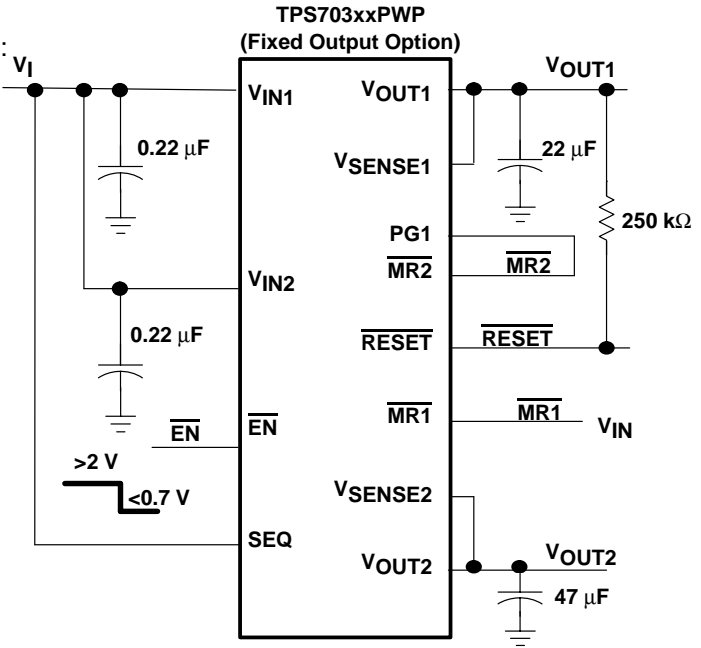 TPS703xxPWP
(Fixed Output Option)
:
VI
VIN1
0.22 μF
VIN2
0.22 μF
EN
EN
>2 V
<0.7 V
SEQ
VOUT1
VOUT1
VSENSE1
22 μF
250 kΩ
PG1
MR2
MR2
RESET
RESET
MR1
MR1
VIN
VSENSE2
VOUT2
VOUT2
47 μF